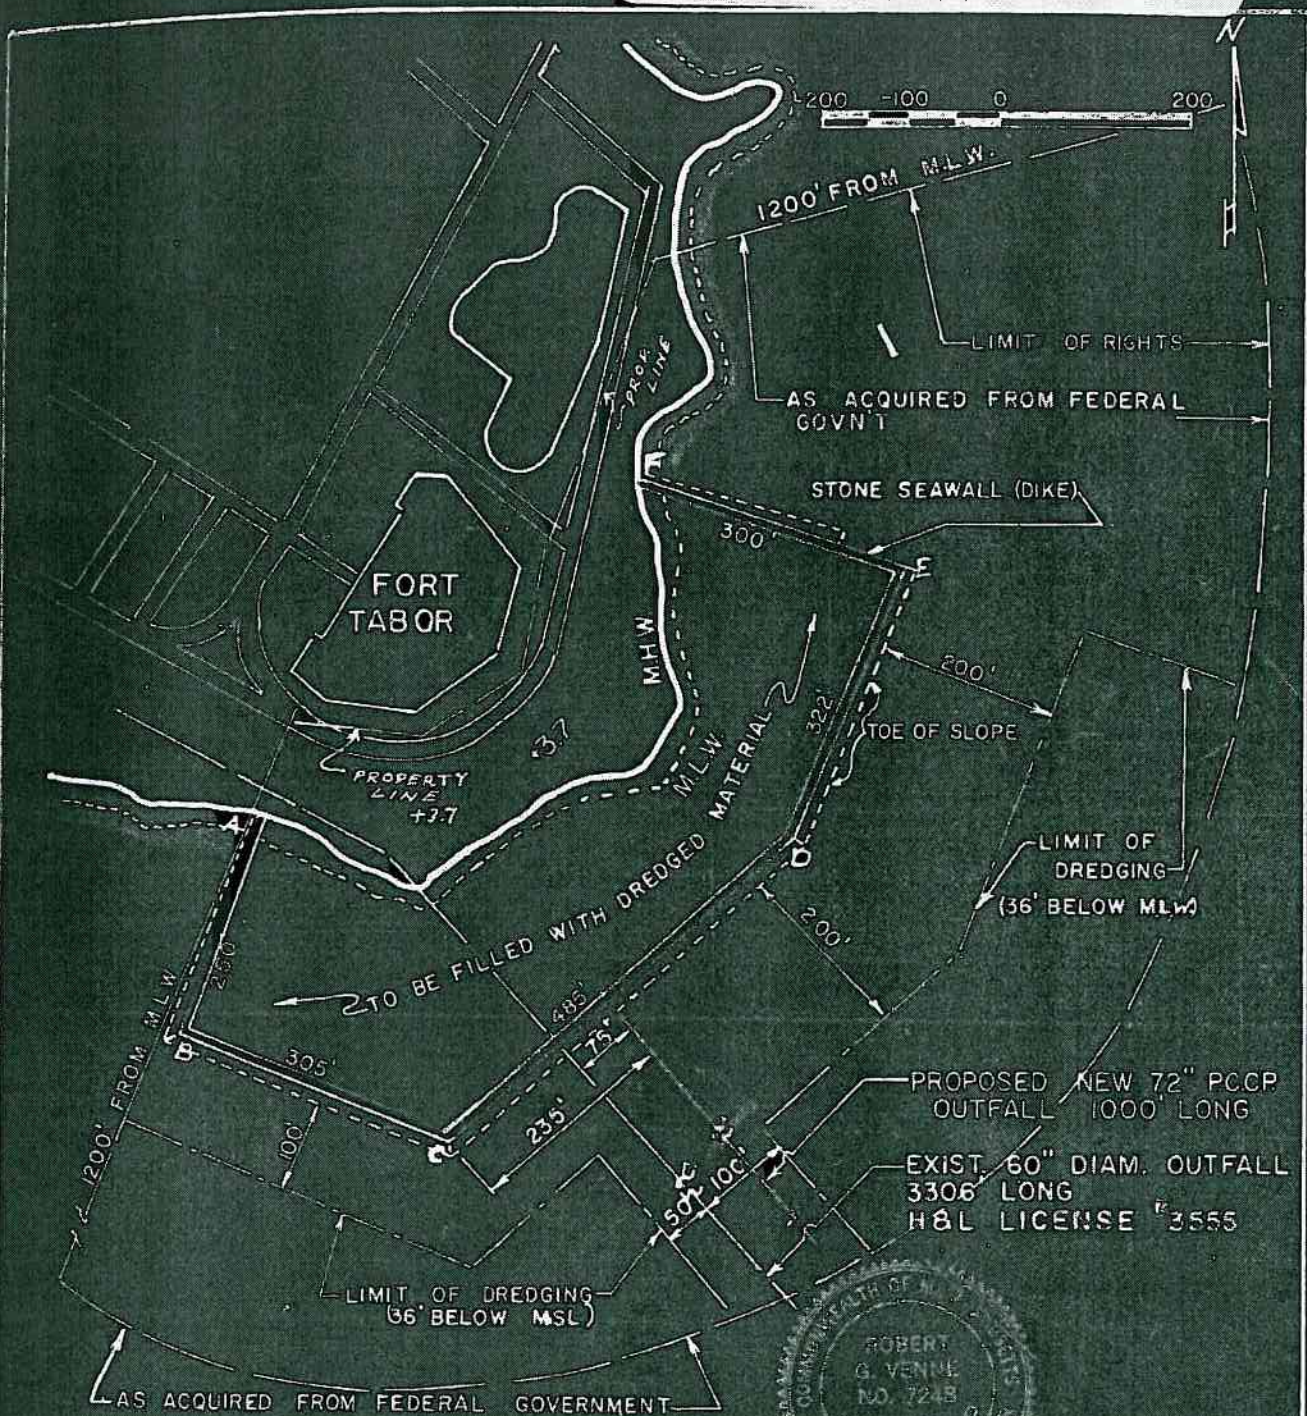 N
200 -100 0 200
1200' FROM M.L.W.
LIMIT OF RIGHTS
AS ACQUIRED FROM FEDERAL
GOVN'T
PROP.
LINE
F
STONE SEAWALL (DIKE)
300'
E
FORT
TABOR
M.H.W
200'
322'
TOE OF SLOPE
+3.7
M.L.W.
PROPERTY
LINE
+3.7
A
D
LIMIT OF
DREDGING
(36' BELOW MLW)
TO BE FILLED WITH DREDGED MATERIAL
200'
250'
1200' FROM MLW
B
305'
485'
75'
235'
C
100'
50'
100'
PROPOSED NEW 72" PCCP
OUTFALL 1000' LONG
EXIST. 60" DIAM. OUTFALL
3306' LONG
H&L LICENSE #3555
LIMIT OF DREDGING
(36' BELOW MSL)
AS ACQUIRED FROM FEDERAL GOVERNMENT
ROBERT
G. VENNE
NO. 7248